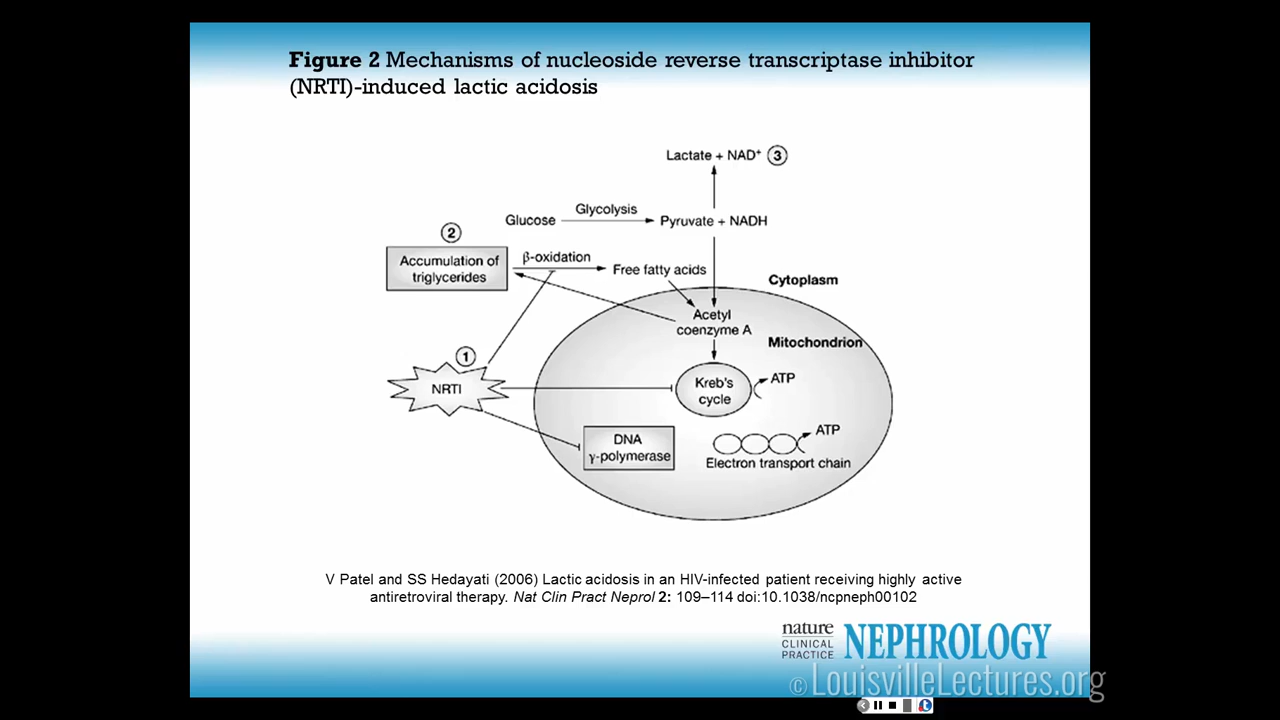 Figure 2 Mechanisms of nucleoside reverse transcriptase inhibitor
(NRTI)-induced lactic acidosis
Lactate + NAD⁺ ③
Glucose
Glycolysis
Pyruvate + NADH
②
Accumulation of
triglycerides
β-oxidation
Free fatty acids
Cytoplasm
Acetyl
coenzyme A
Mitochondrion
①
NRTI
Kreb's
cycle
ATP
DNA
γ-polymerase
ATP
Electron transport chain
V Patel and SS Hedayati (2006) Lactic acidosis in an HIV-infected patient receiving highly active
antiretroviral therapy. Nat Clin Pract Neprol 2: 109–114 doi:10.1038/ncpneph00102
nature
CLINICAL
PRACTICE
NEPHROLOGY
© LouisvilleLectures.org